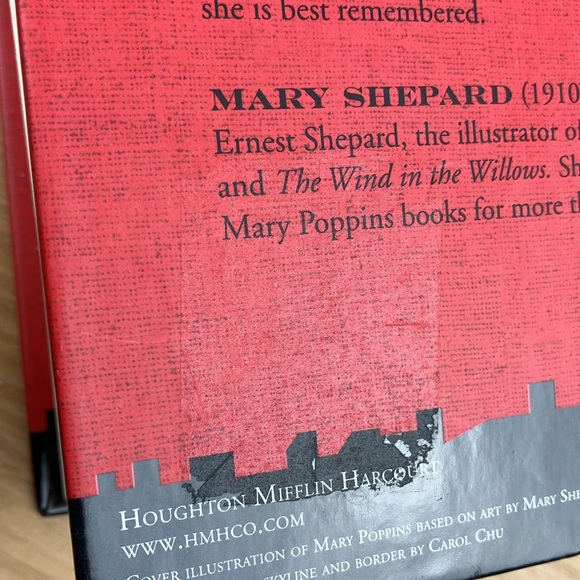 she is best remembered.
MARY SHEPARD (1910
Ernest Shepard, the illustrator of
and The Wind in the Willows. Sh
Mary Poppins books for more th
HOUGHTON MIFFLIN HARCOURT
WWW.HMHCO.COM
COVER ILLUSTRATION OF MARY POPPINS BASED ON ART BY MARY SHE
SKYLINE AND BORDER BY CAROL CHU